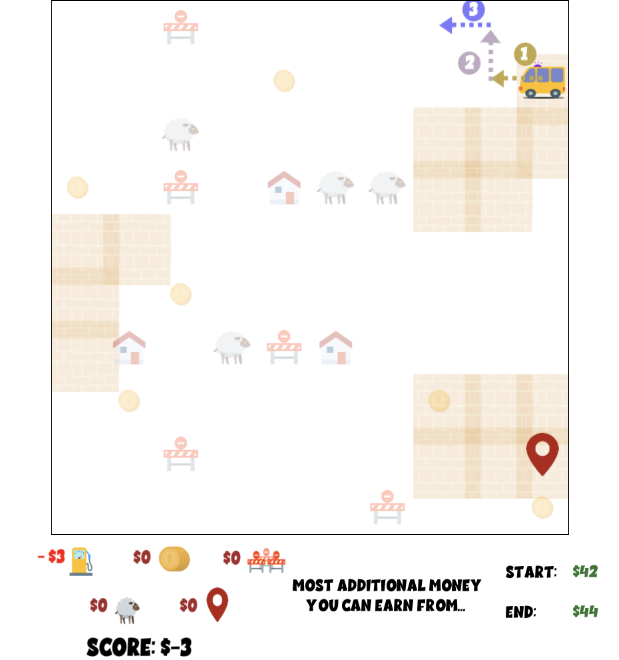 3
1
2
- $3
$0
$0
$0
$0
SCORE: $-3
MOST ADDITIONAL MONEY
YOU CAN EARN FROM...
START: $42
END: $44